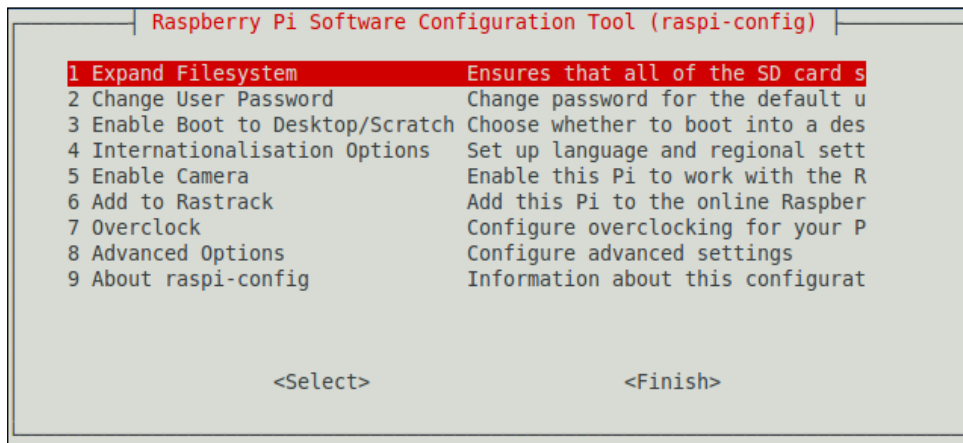 Raspberry Pi Software Configuration Tool (raspi-config)
1 Expand Filesystem Ensures that all of the SD card s
2 Change User Password Change password for the default u
3 Enable Boot to Desktop/Scratch Choose whether to boot into a des
4 Internationalisation Options Set up language and regional sett
5 Enable Camera Enable this Pi to work with the R
6 Add to Rastrack Add this Pi to the online Raspber
7 Overclock Configure overclocking for your P
8 Advanced Options Configure advanced settings
9 About raspi-config Information about this configurat
<Select> <Finish>